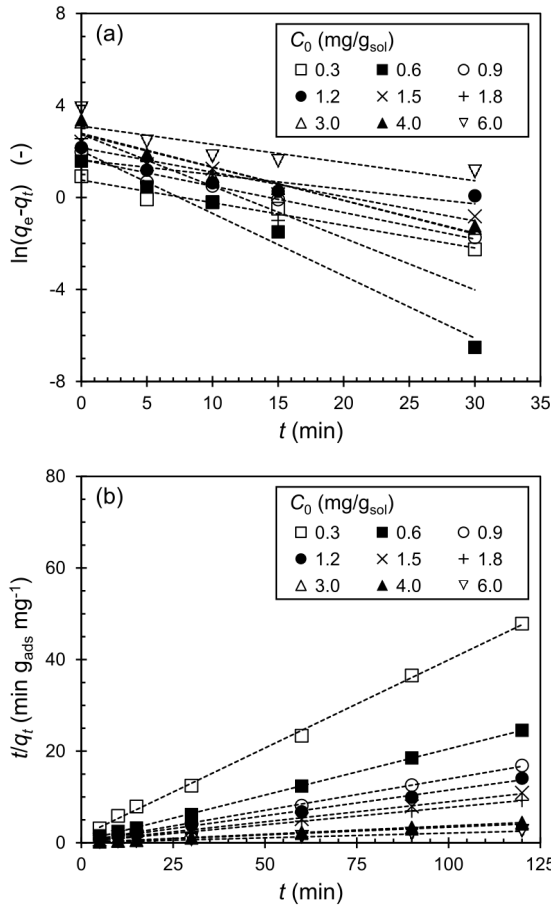 (a)
C0 (mg/gsol)
0.3 0.6 0.9
1.2 1.5 1.8
3.0 4.0 6.0
8
4
0
-4
-8
ln(qe-qt) (-)
0 5 10 15 20 25 30 35
t (min)
(b)
C0 (mg/gsol)
0.3 0.6 0.9
1.2 1.5 1.8
3.0 4.0 6.0
80
60
40
20
0
t/qt (min gads mg-1)
0 25 50 75 100 125
t (min)